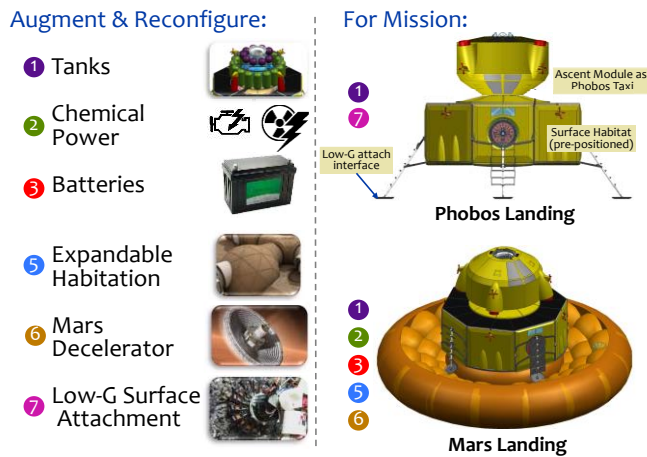 Augment & Reconfigure:
1 Tanks
2 Chemical
Power
3 Batteries
5 Expandable
Habitation
6 Mars
Decelerator
7 Low-G Surface
Attachment
For Mission:
1
7
Ascent Module as
Phobos Taxi
Surface Habitat
(pre-positioned)
Low-G attach
interface
Phobos Landing
1
2
3
5
6
Mars Landing